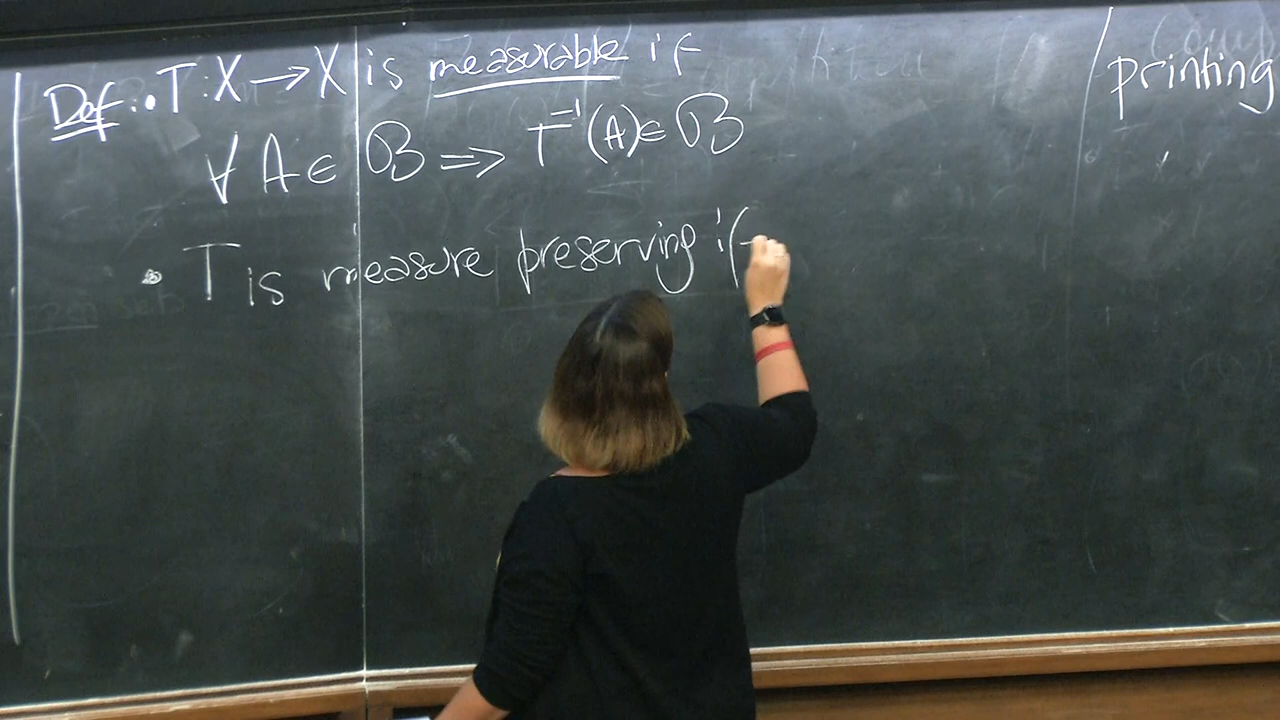 Def: • T: X → X is measurable if
∀ A ∈ B ⇒ T⁻¹(A) ∈ B
• T is measure preserving if
printing